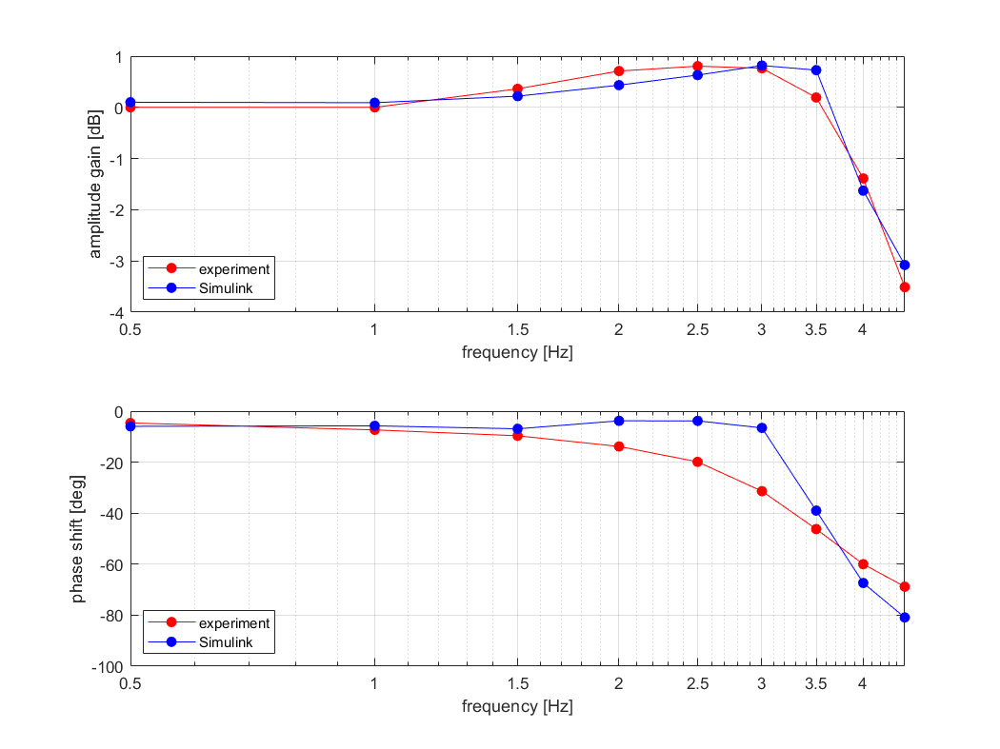 amplitude gain [dB]
1
0
-1
-2
-3
-4
experiment
Simulink
0.5 1 1.5 2 2.5 3 3.5 4
frequency [Hz]
phase shift [deg]
0
-20
-40
-60
-80
-100
experiment
Simulink
0.5 1 1.5 2 2.5 3 3.5 4
frequency [Hz]